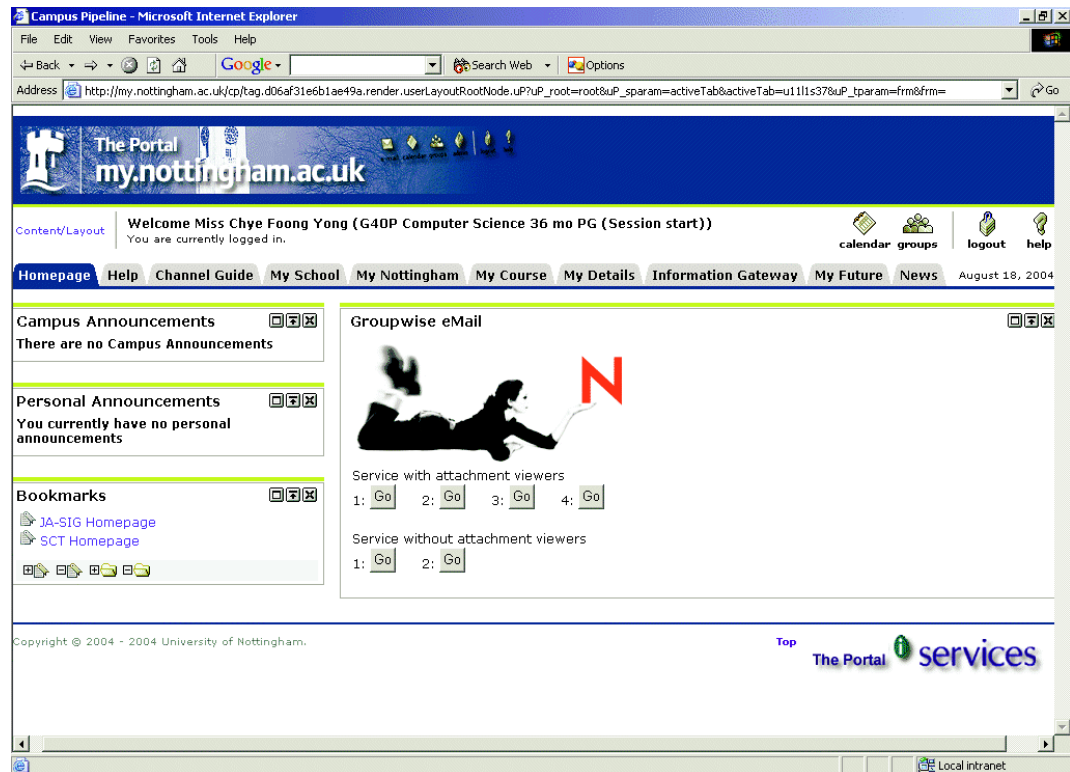 Campus Pipeline - Microsoft Internet Explorer
File Edit View Favorites Tools Help
Back Google Search Web Options
Address http://my.nottingham.ac.uk/cp/tag.d06af31e6b1ae49a.render.userLayoutRootNode.uP?uP_root=root&uP_sparam=activeTab&activeTab=u11l1s37&uP_tparam=frm&frm= Go
The Portal
my.nottingham.ac.uk
Content/Layout
Welcome Miss Chye Foong Yong (G40P Computer Science 36 mo PG (Session start))
You are currently logged in.
calendar groups logout help
Homepage Help Channel Guide My School My Nottingham My Course My Details Information Gateway My Future News August 18, 2004
Campus Announcements
There are no Campus Announcements
Personal Announcements
You currently have no personal
announcements
Bookmarks
JA-SIG Homepage
SCT Homepage
Groupwise eMail
N
Service with attachment viewers
1: Go 2: Go 3: Go 4: Go
Service without attachment viewers
1: Go 2: Go
Copyright © 2004 - 2004 University of Nottingham.
Top
The Portal services
Local intranet